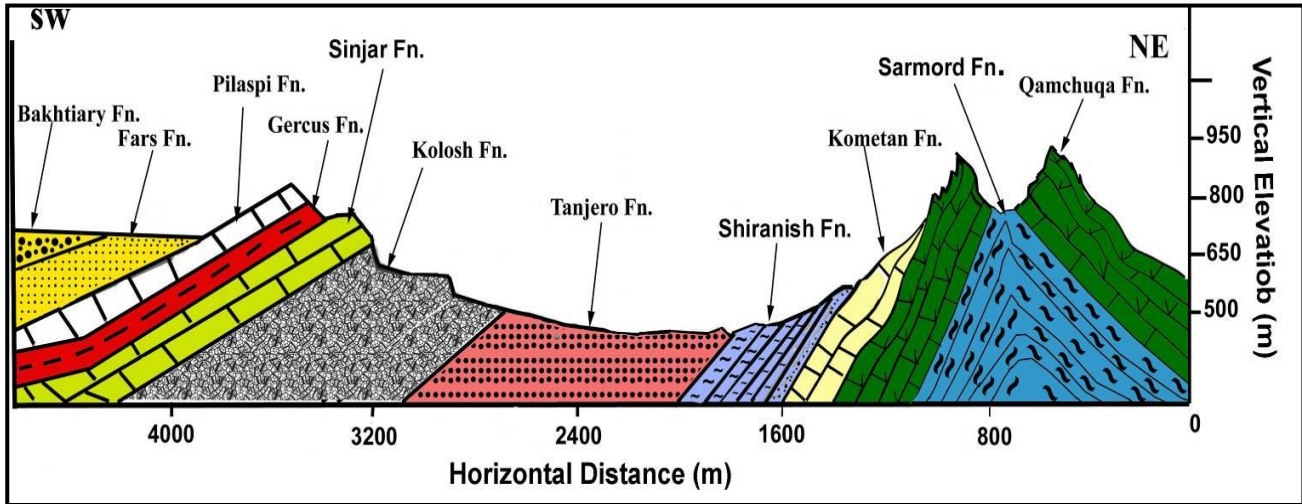 SW
NE
Sinjar Fn.
Pilaspi Fn.
Bakhtiary Fn.
Fars Fn.
Gercus Fn.
Kolosh Fn.
Tanjero Fn.
Shiranish Fn.
Kometan Fn.
Sarmord Fn.
Qamchuqa Fn.
950
800
650
500
Vertical Elevatiob (m)
4000
3200
2400
1600
800
0
Horizontal Distance (m)